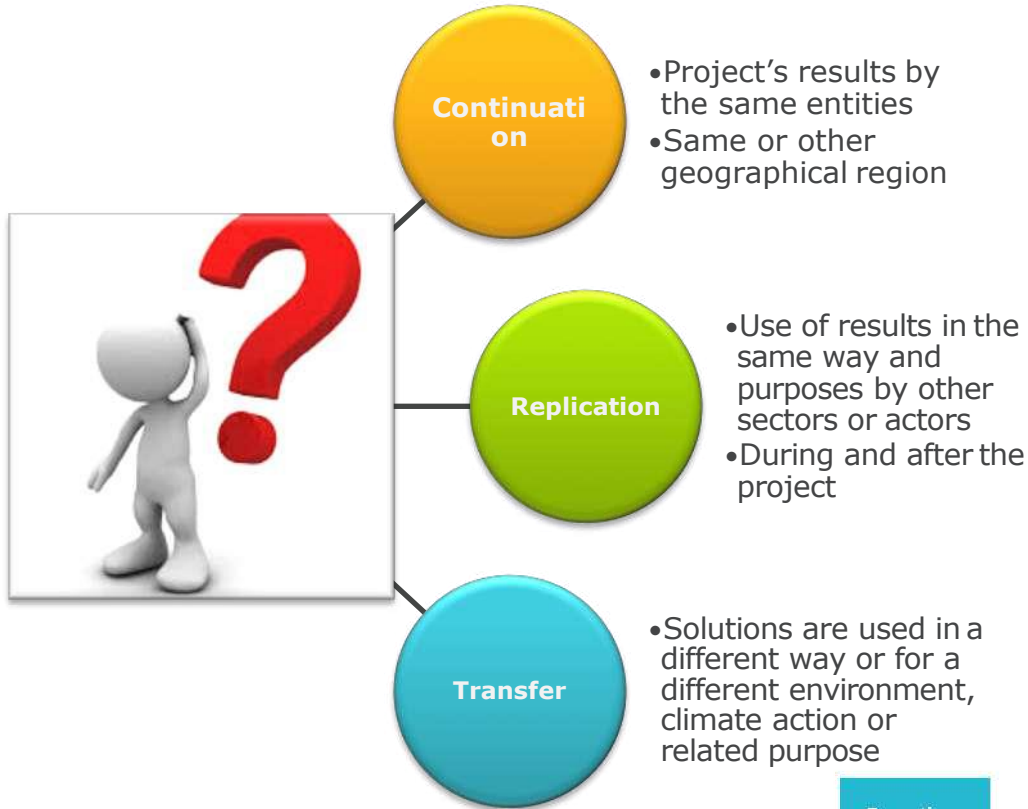 Continuati
on
•Project's results by
the same entities
•Same or other
geographical region
Replication
•Use of results in the
same way and
purposes by other
sectors or actors
•During and after the
project
Transfer
•Solutions are used in a
different way or for a
different environment,
climate action or
related purpose